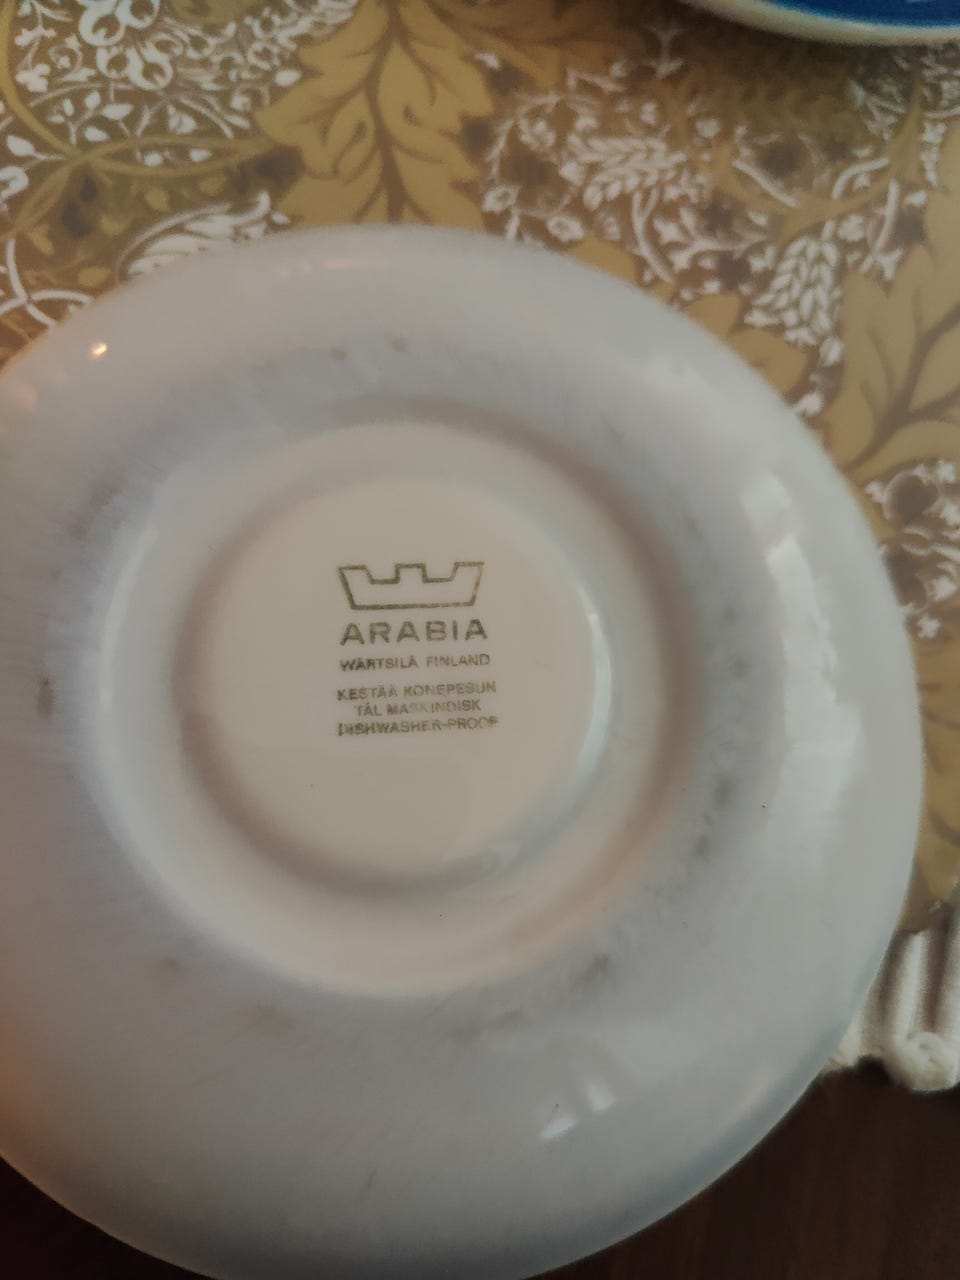 ARABIA
WÄRTSILÄ FINLAND
KESTÄÄ KONEPESUN
TÅL MASKINDISK
DISHWASHER-PROOF